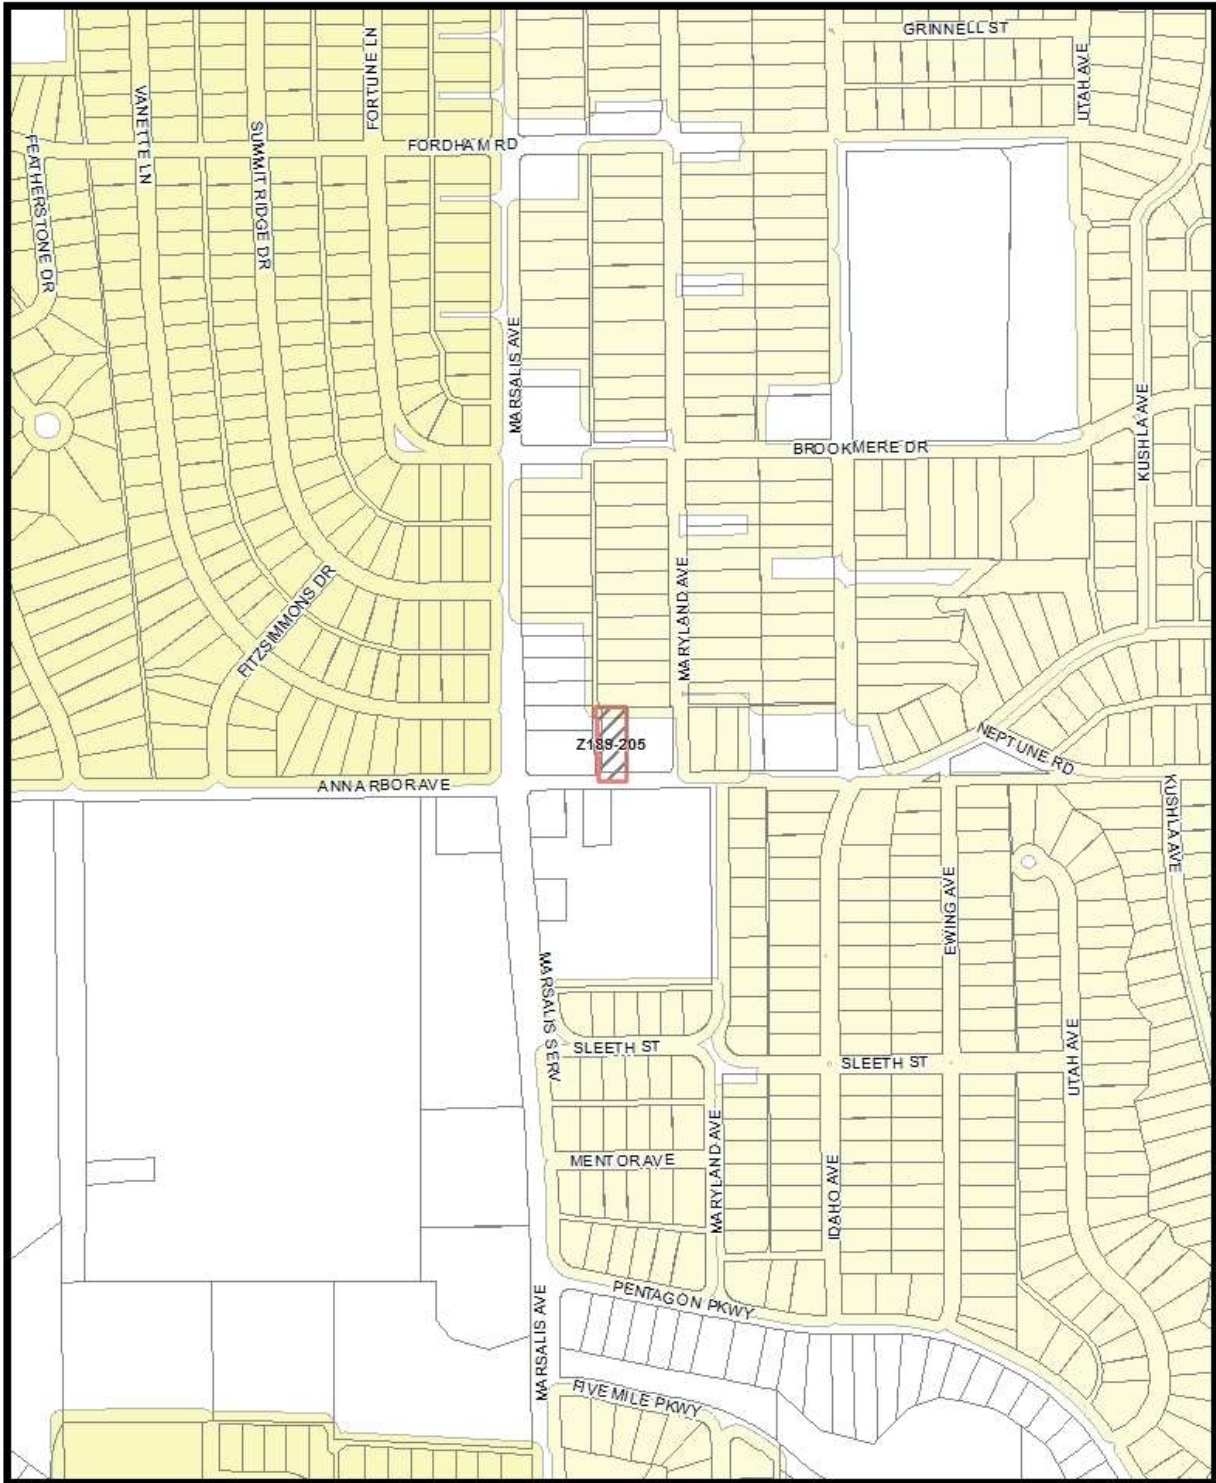 GRINNELL ST
UTAH AVE
FORTUNE LN
VANETTE LN
SUMMIT RIDGE DR
FORDHAM RD
FEATHERSTONE DR
MARSALIS AVE
KUSHLA AVE
BROOKMERE DR
MARYLAND AVE
FITZSIMMONS DR
NEPTUNE RD
Z189-205
ANN ARBOR AVE
KUSHLA AVE
EWING AVE
MARSALIS SERV
SLEETH ST
SLEETH ST
UTAH AVE
MARYLAND AVE
MENTOR AVE
IDAHO AVE
PENTAGON PKWY
MARSALIS AVE
FIVE MILE PKWY